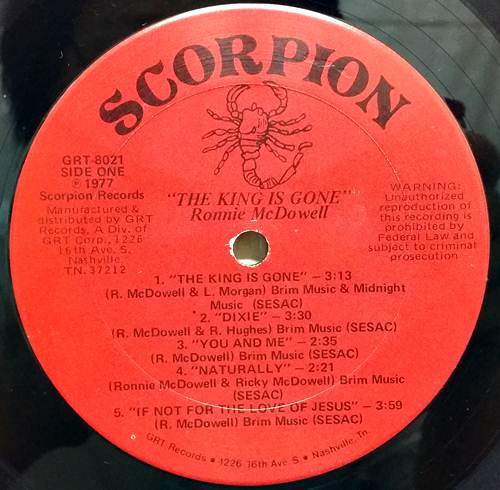 SCORPION
GRT-8021
SIDE ONE
℗ 1977
Scorpion Records
Manufactured &
distributed by GRT
Records, A Div. of
GRT Corp., 1226
16th Ave. S.
Nashville,
TN. 37212
"THE KING IS GONE"
Ronnie McDowell
WARNING:
Unauthorized
reproduction of
this recording is
prohibited by
Federal Law and
subject to criminal
prosecution
1. "THE KING IS GONE" – 3:13
(R. McDowell & L. Morgan) Brim Music & Midnight
Music (SESAC)
2. "DIXIE" – 3:30
(R. McDowell & R. Hughes) Brim Music (SESAC)
3. "YOU AND ME" – 2:35
(R. McDowell) Brim Music (SESAC)
4. "NATURALLY" – 2:21
(Ronnie McDowell & Ricky McDowell) Brim Music
(SESAC)
5. "IF NOT FOR THE LOVE OF JESUS" – 3:59
(R. McDowell) Brim Music (SESAC)
GRT Records • 1226 16th Ave. S. • Nashville, Tn.